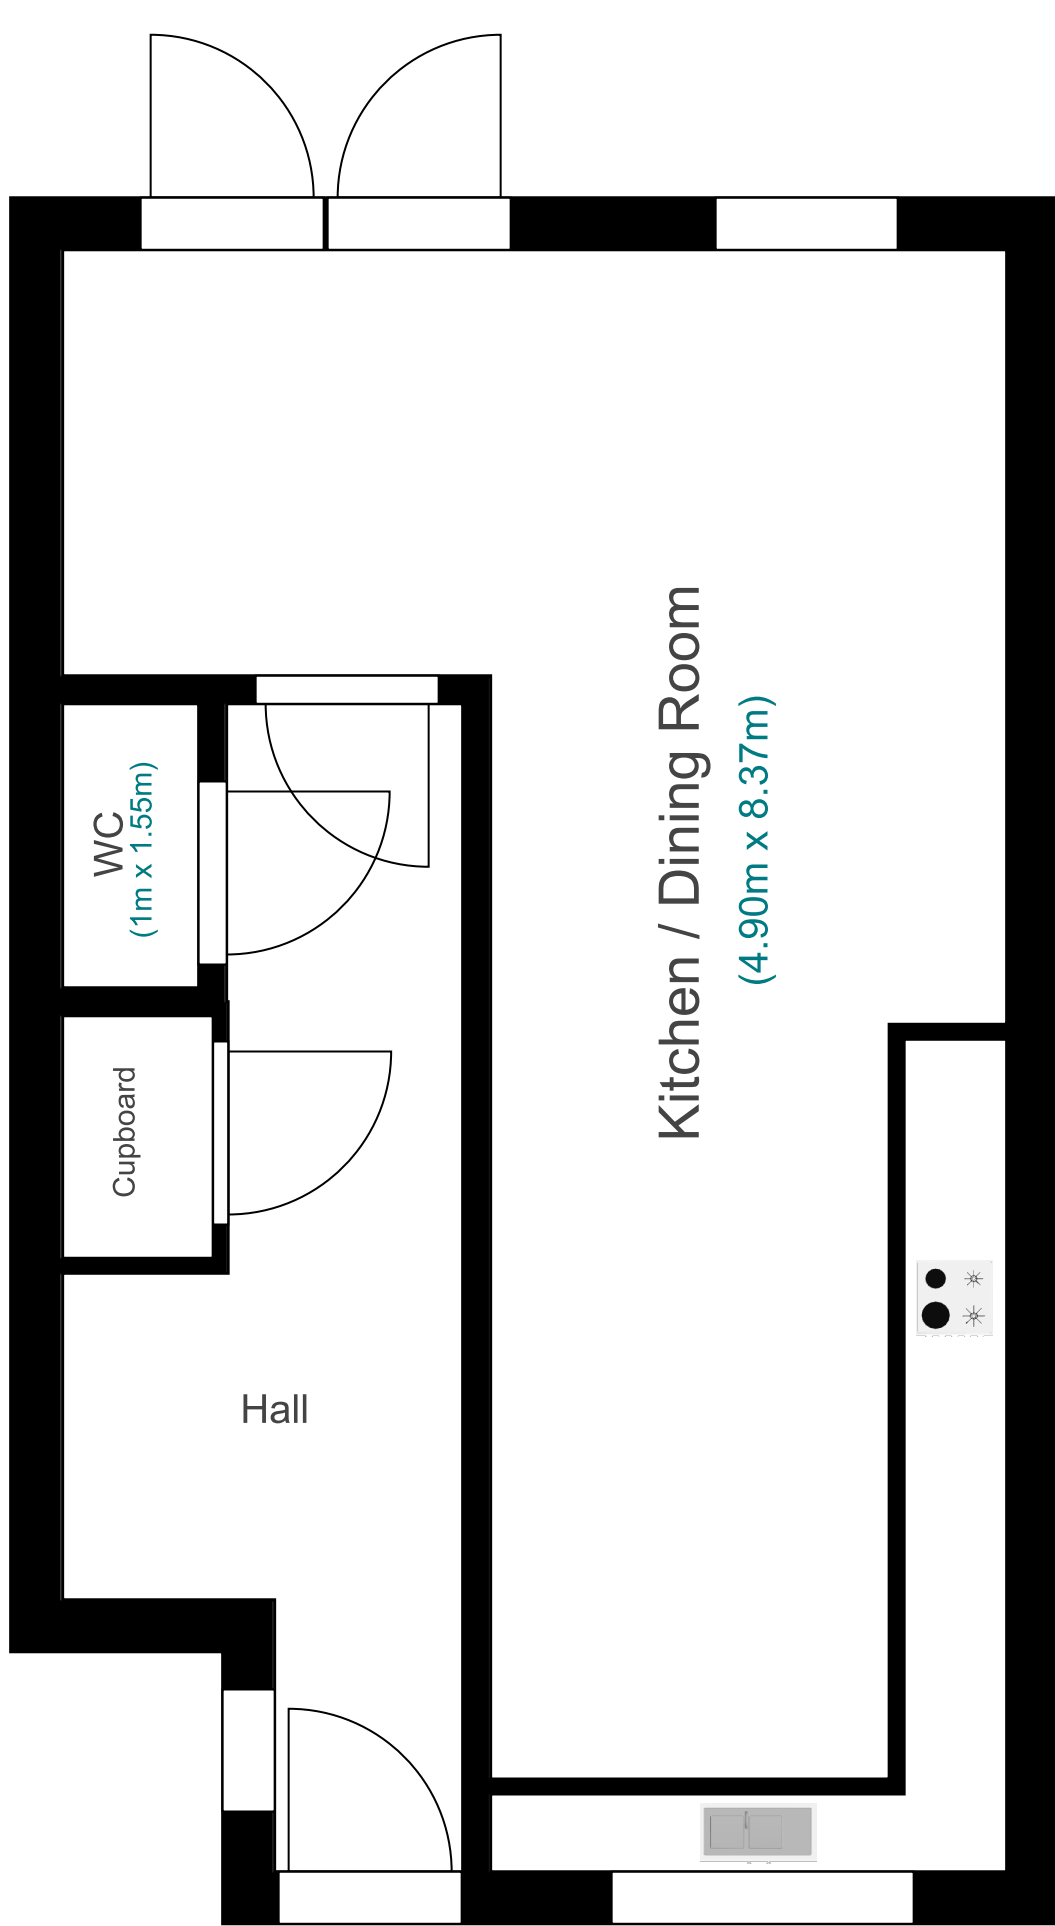 Kitchen / Dining Room
(4.90m x 8.37m)
WC
(1m x 1.55m)
Cupboard
Hall